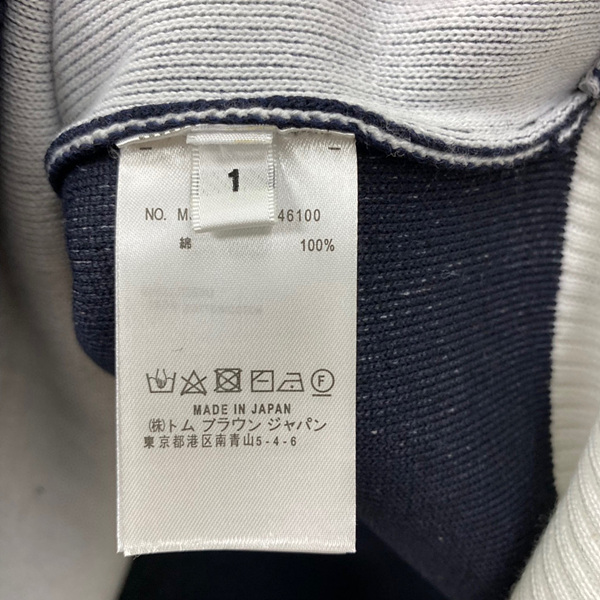 1
NO. M 46100
綿 100%
F
MADE IN JAPAN
(株)トム ブラウン ジャパン
東京都港区南青山5-4-6